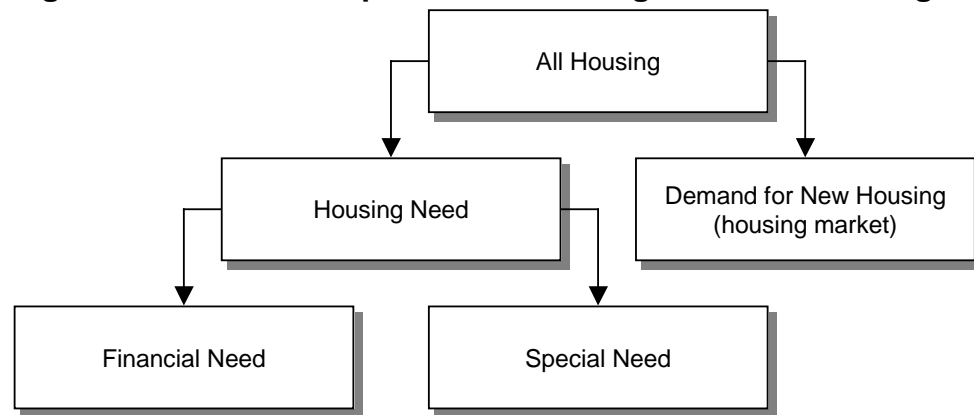 All Housing
Housing Need
Demand for New Housing
(housing market)
Financial Need
Special Need